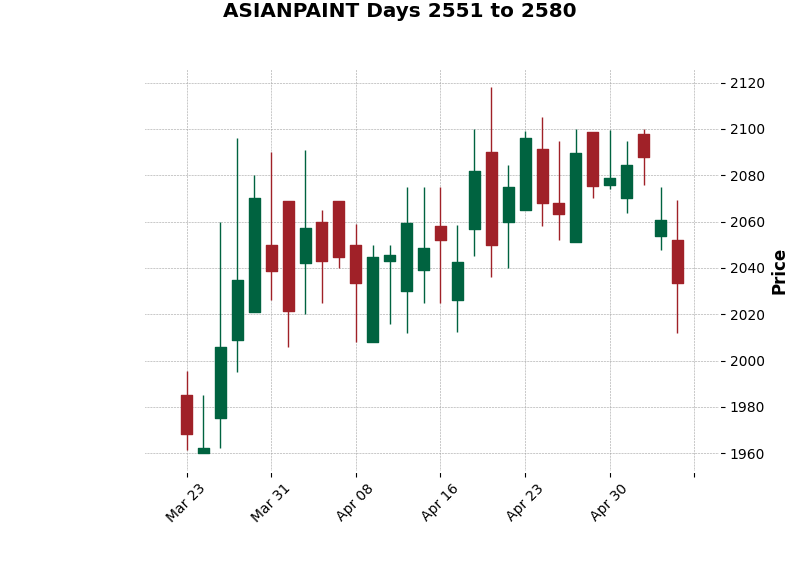 ASIANPAINT Days 2551 to 2580
2120
2100
2080
2060
2040
2020
2000
1980
1960
Price
Mar 23
Mar 31
Apr 08
Apr 16
Apr 23
Apr 30